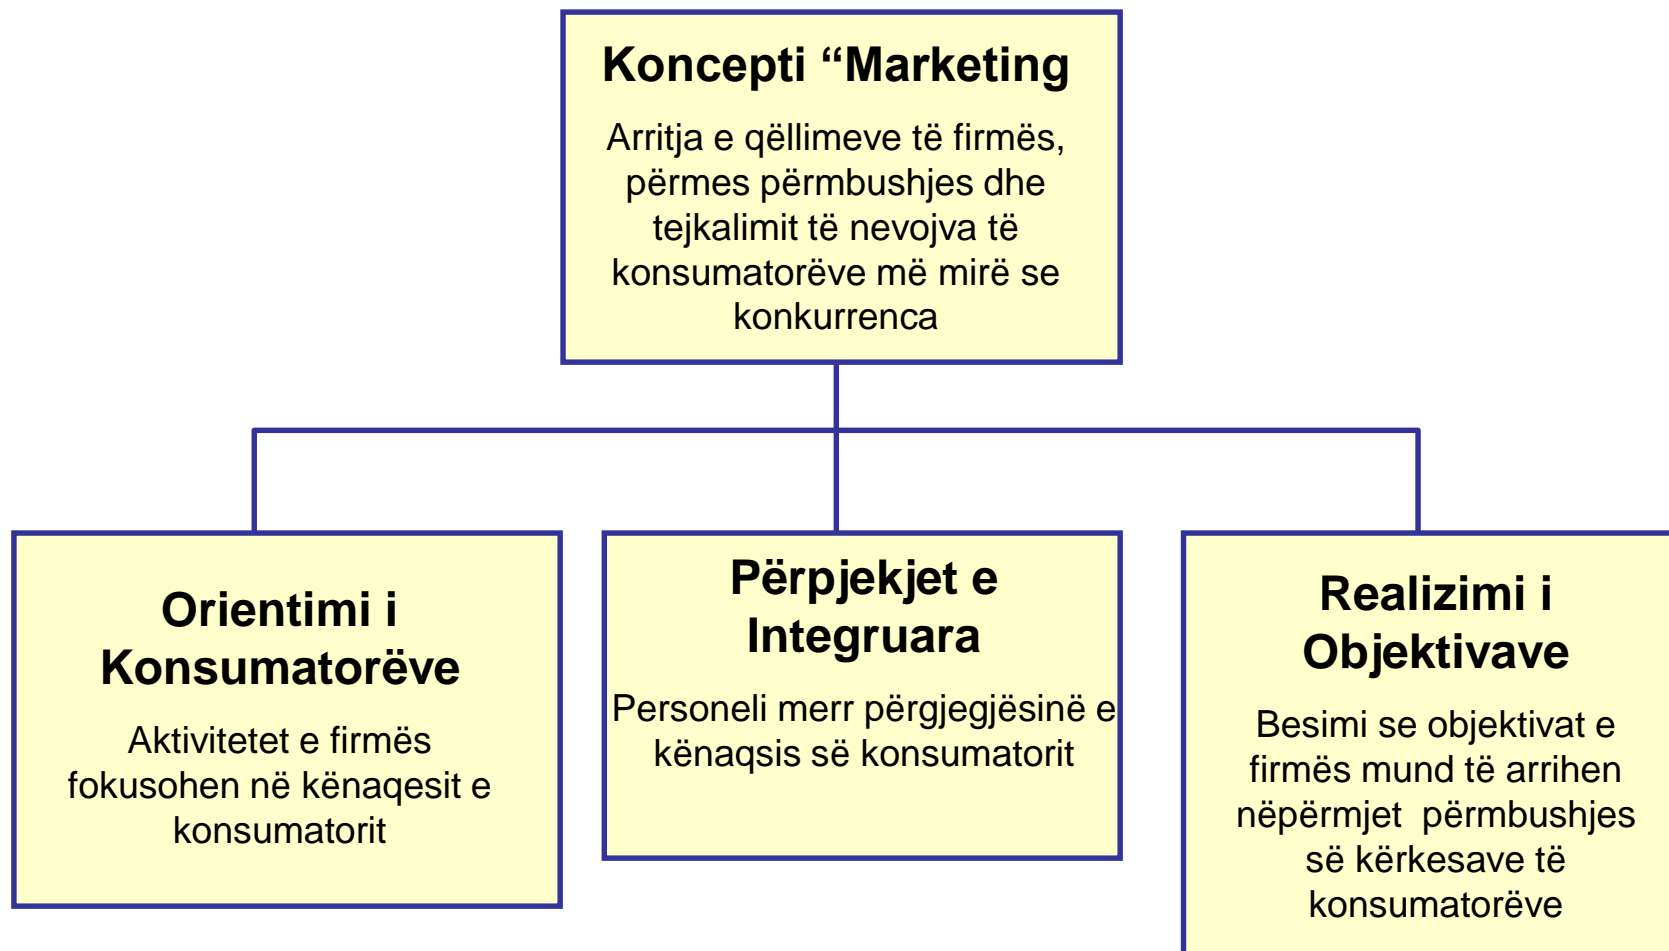 Koncepti “Marketing
Arritja e qëllimeve të firmës,
përmes përmbushjes dhe
tejkalimit të nevojva të
konsumatorëve më mirë se
konkurrenca
Orientimi i
Konsumatorëve
Aktivitetet e firmës
fokusohen në kënaqesit e
konsumatorit
Përpjekjet e
Integruara
Personeli merr përgjegjësinë e
kënaqsis së konsumatorit
Realizimi i
Objektivave
Besimi se objektivat e
firmës mund të arrihen
nëpërmjet  përmbushjes
së kërkesave të
konsumatorëve